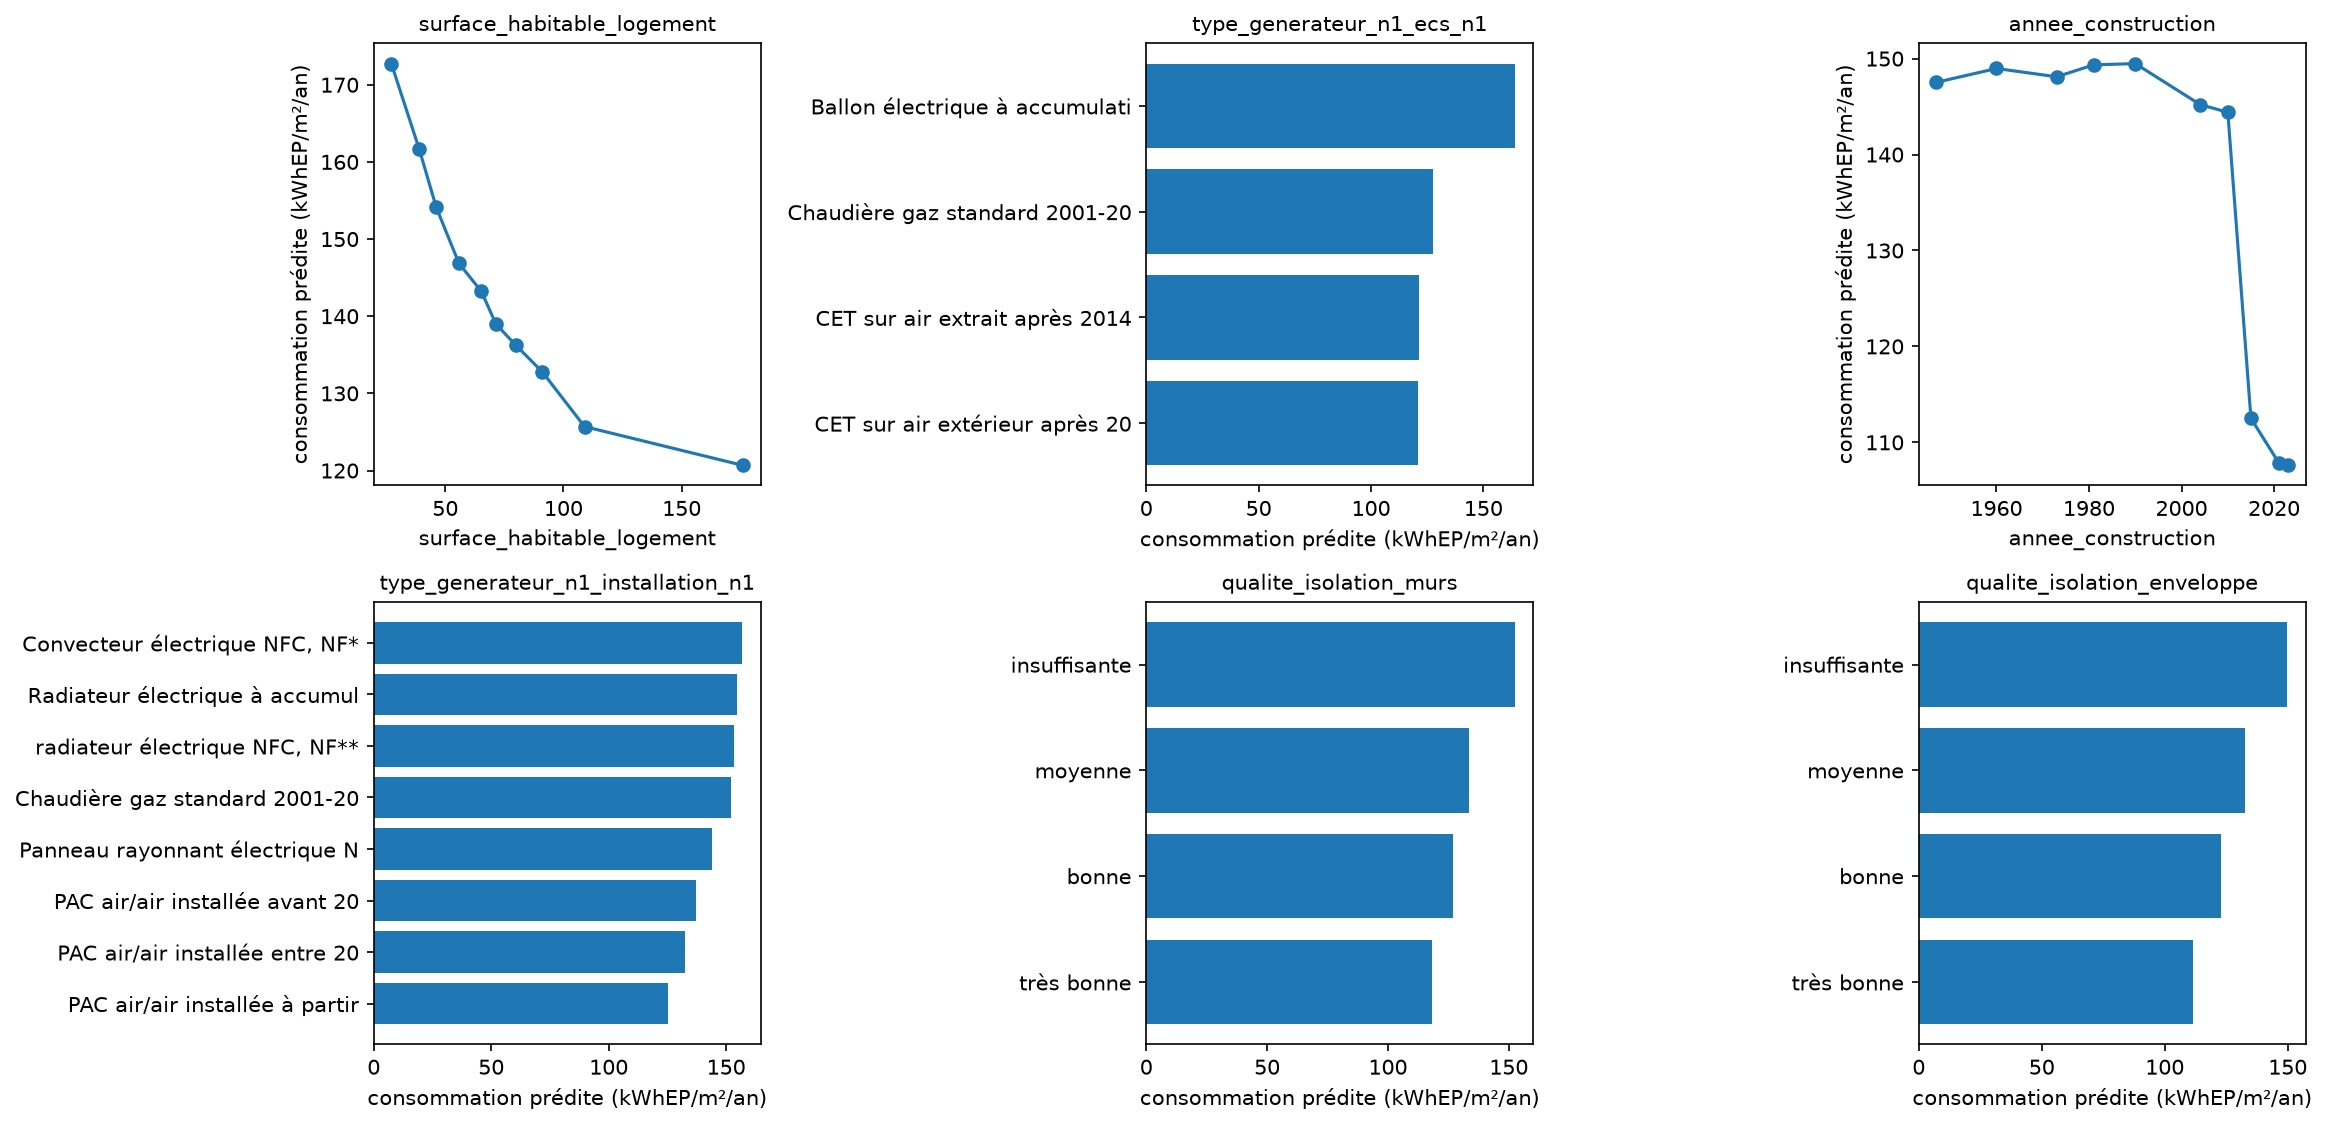 surface_habitable_logement
consommation prédite (kWhEP/m²/an)
170
160
150
140
130
120
50 100 150
surface_habitable_logement
type_generateur_n1_ecs_n1
Ballon électrique à accumulati
Chaudière gaz standard 2001-20
CET sur air extrait après 2014
CET sur air extérieur après 20
0 50 100 150
consommation prédite (kWhEP/m²/an)
annee_construction
consommation prédite (kWhEP/m²/an)
150
140
130
120
110
1960 1980 2000 2020
annee_construction
type_generateur_n1_installation_n1
Convecteur électrique NFC, NF*
Radiateur électrique à accumul
radiateur électrique NFC, NF**
Chaudière gaz standard 2001-20
Panneau rayonnant électrique N
PAC air/air installée avant 20
PAC air/air installée entre 20
PAC air/air installée à partir
0 50 100 150
consommation prédite (kWhEP/m²/an)
qualite_isolation_murs
insuffisante
moyenne
bonne
très bonne
0 50 100 150
consommation prédite (kWhEP/m²/an)
qualite_isolation_enveloppe
insuffisante
moyenne
bonne
très bonne
0 50 100 150
consommation prédite (kWhEP/m²/an)